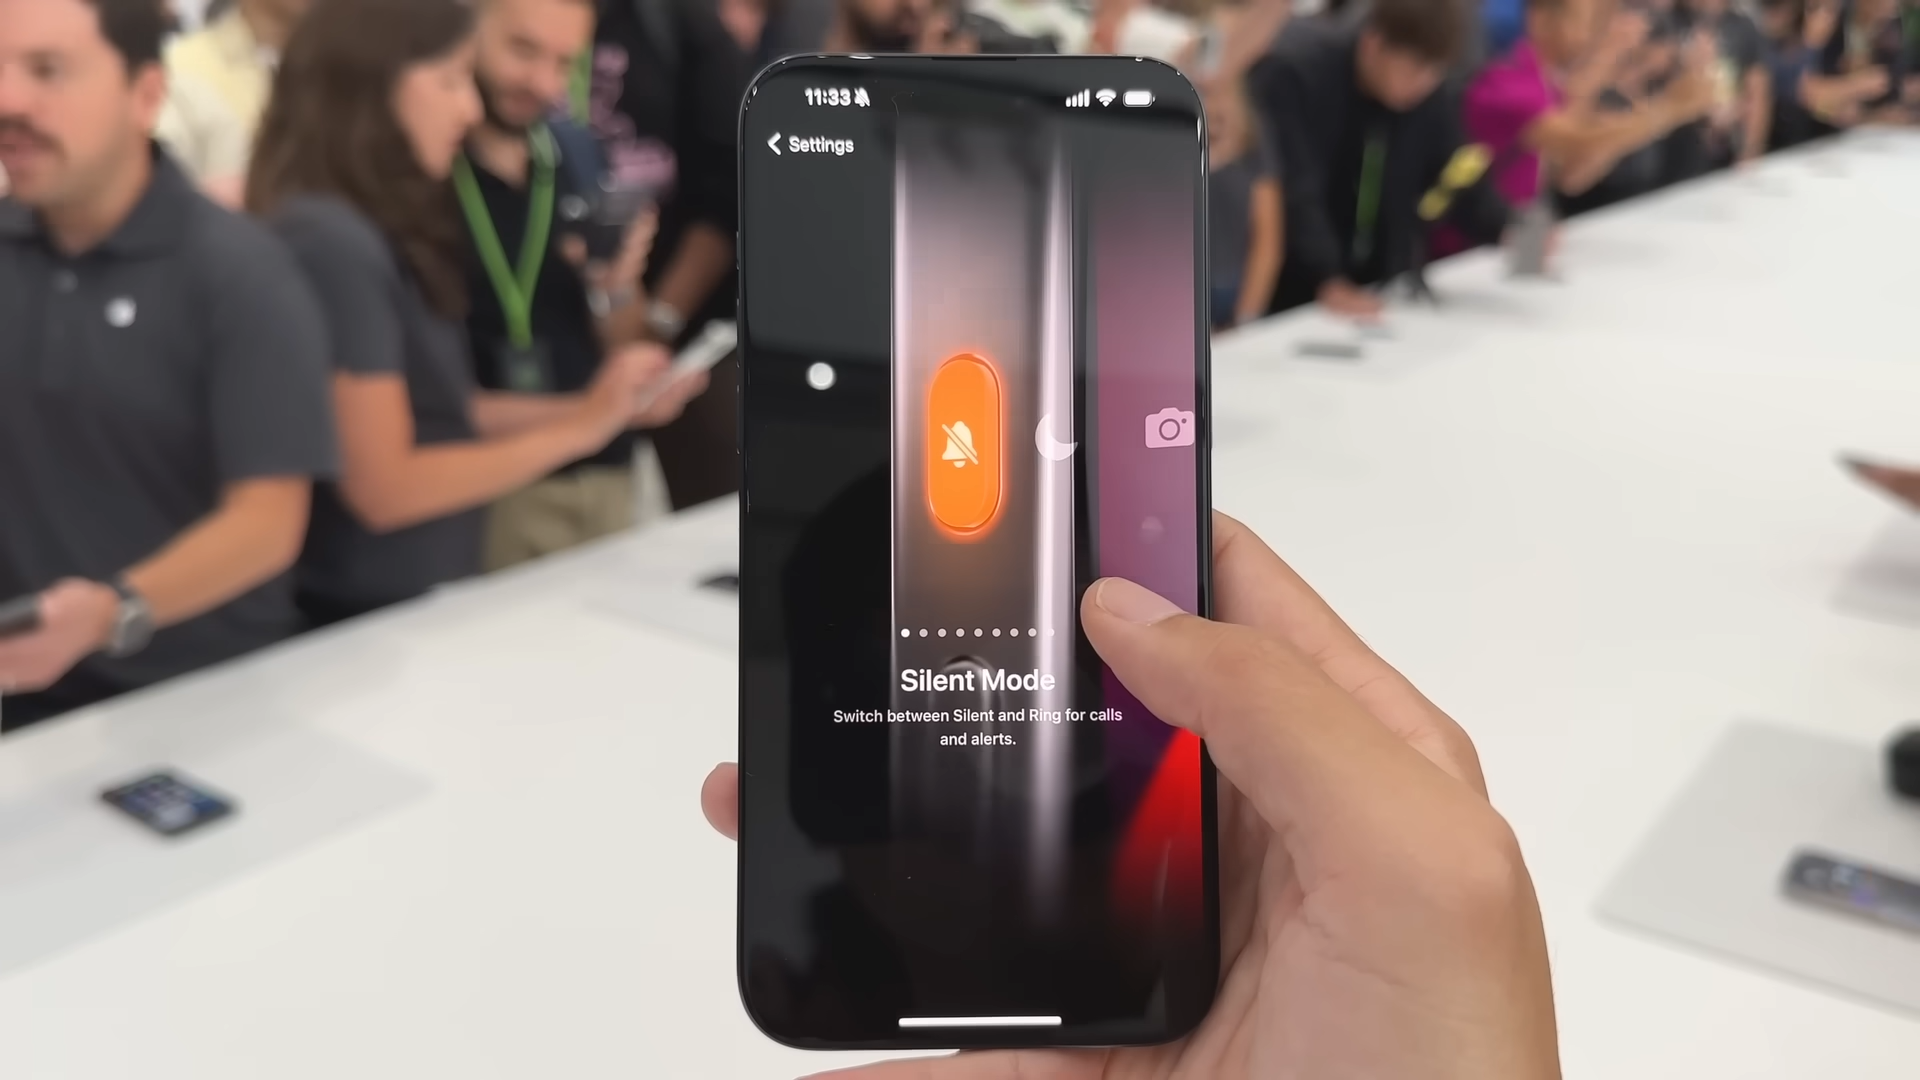 11:33
Settings
Silent Mode
Switch between Silent and Ring for calls
and alerts.